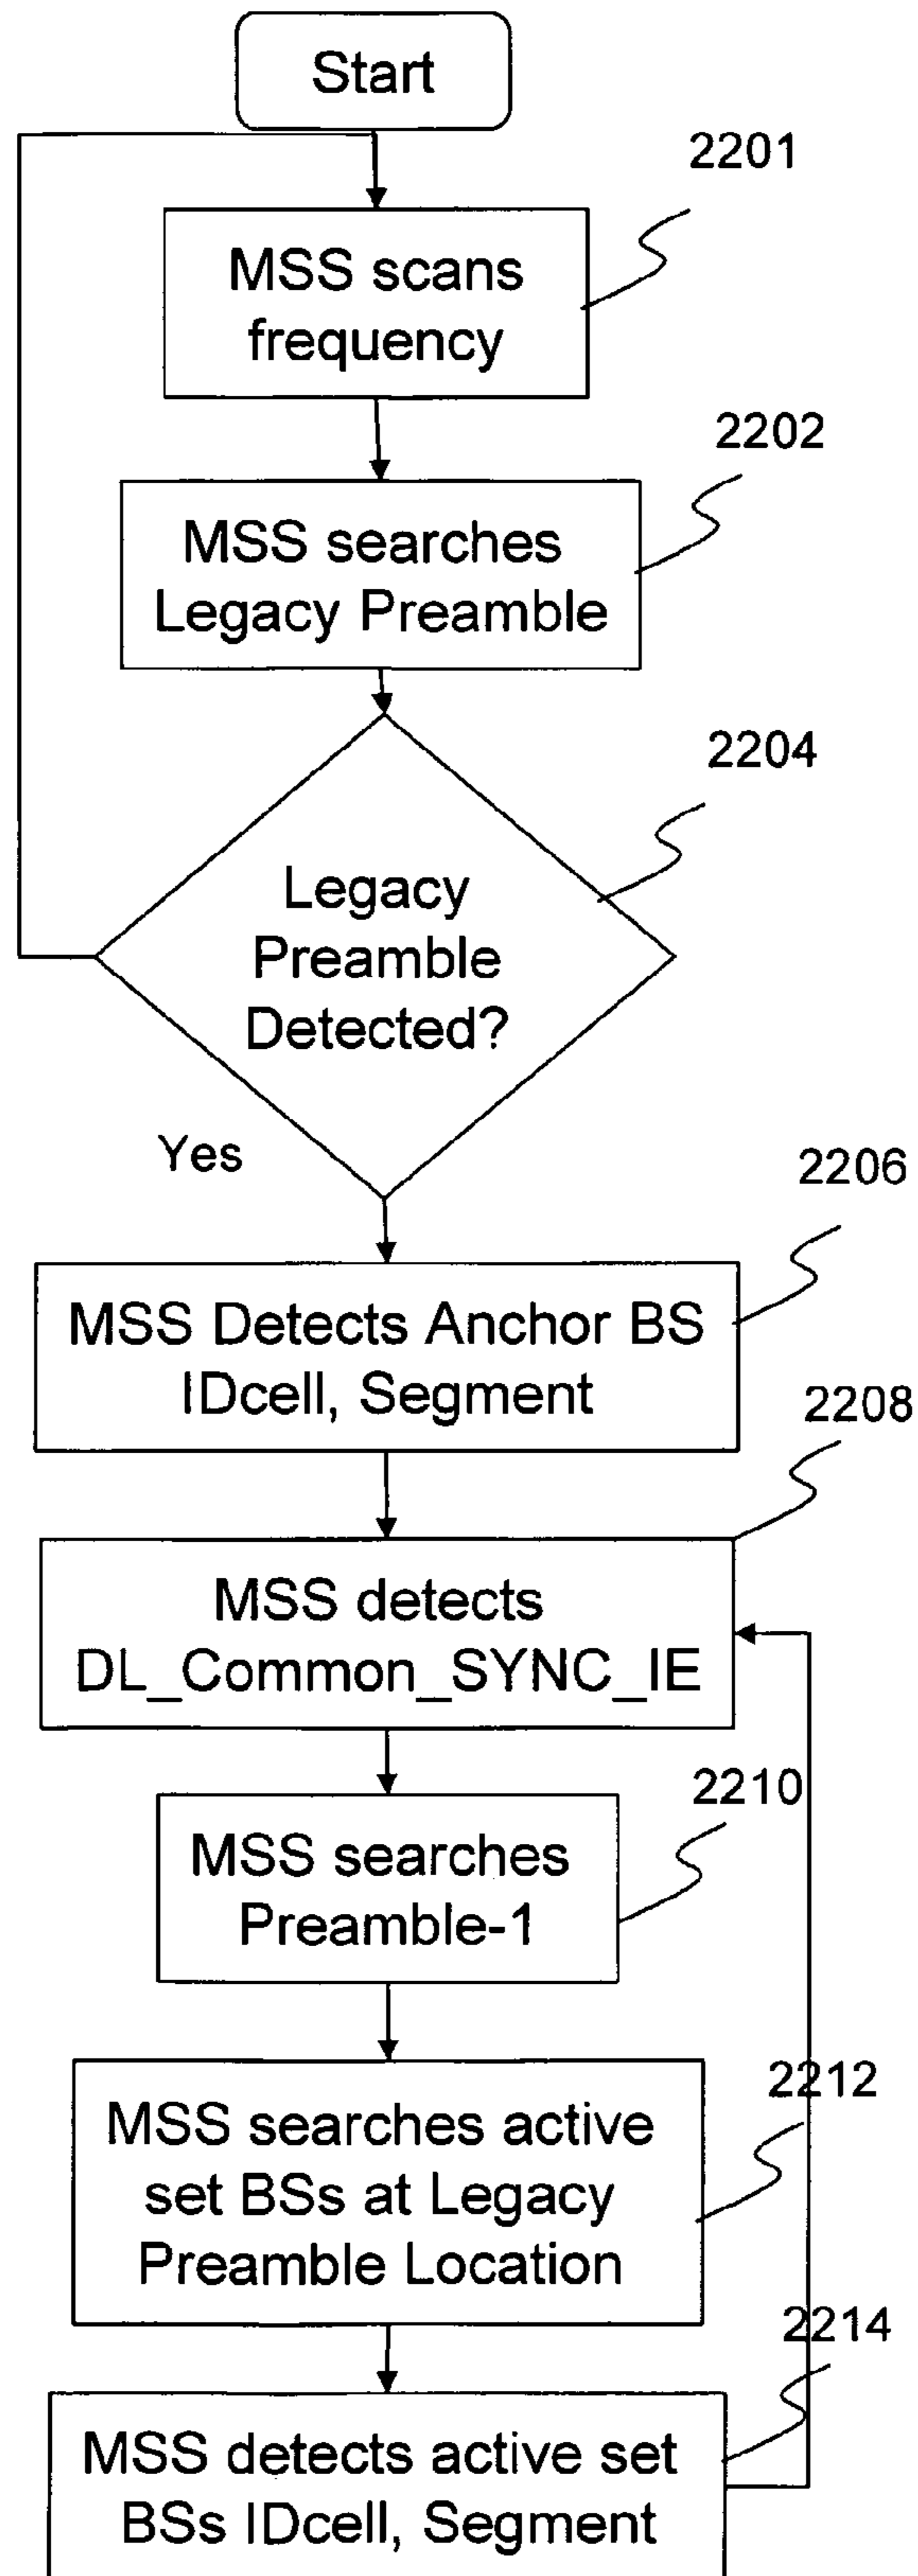 Start
2201
MSS scans
frequency
2202
MSS searches
Legacy Preamble
2204
Legacy
Preamble
Detected?
Yes
2206
MSS Detects Anchor BS
IDcell, Segment
2208
MSS detects
DL_Common_SYNC_IE
2210
MSS searches
Preamble-1
2212
MSS searches active
set BSs at Legacy
Preamble Location
2214
MSS detects active set
BSs IDcell, Segment